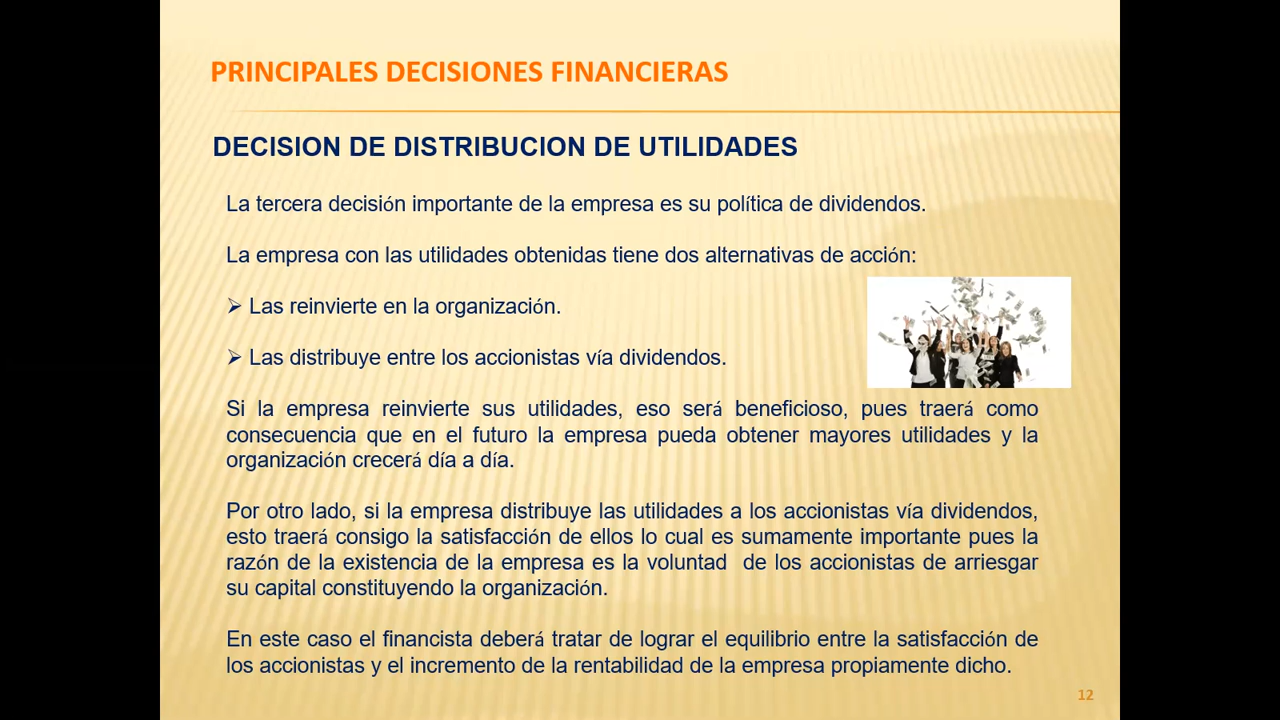 PRINCIPALES DECISIONES FINANCIERAS
DECISION DE DISTRIBUCION DE UTILIDADES
La tercera decisión importante de la empresa es su política de dividendos.
La empresa con las utilidades obtenidas tiene dos alternativas de acción:
➢ Las reinvierte en la organización.
➢ Las distribuye entre los accionistas vía dividendos.
Si la empresa reinvierte sus utilidades, eso será beneficioso, pues traerá como
consecuencia que en el futuro la empresa pueda obtener mayores utilidades y la
organización crecerá día a día.
Por otro lado, si la empresa distribuye las utilidades a los accionistas vía dividendos,
esto traerá consigo la satisfacción de ellos lo cual es sumamente importante pues la
razón de la existencia de la empresa es la voluntad  de los accionistas de arriesgar
su capital constituyendo la organización.
En este caso el financista deberá tratar de lograr el equilibrio entre la satisfacción de
los accionistas y el incremento de la rentabilidad de la empresa propiamente dicho.
12